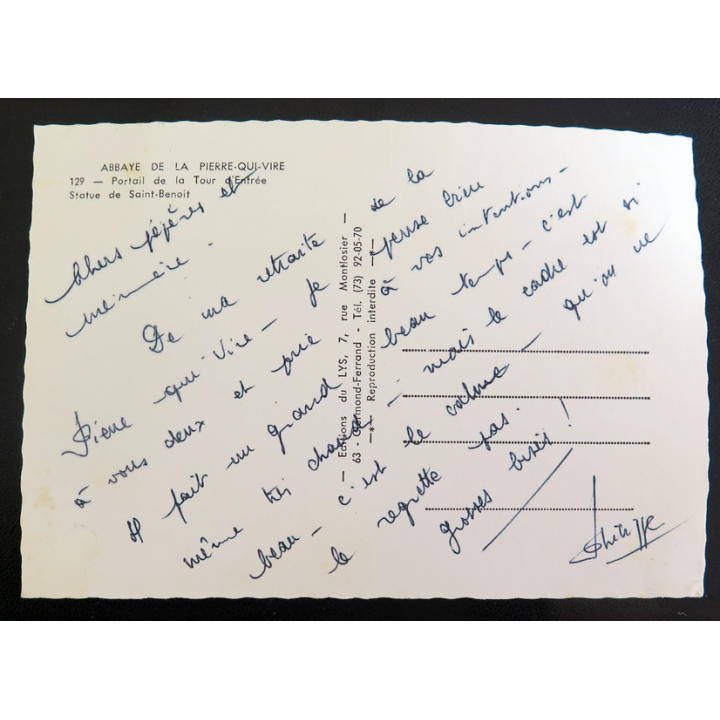 ABBAYE DE LA PIERRE-QUI-VIRE
129 — Portail de la Tour d'Entrée
Statue de Saint-Benoit
— Editions du LYS, 7, rue Montlosier —
63 - Clermond-Ferrand - Tél. (73) 92-05-70
—*— Reproduction interdite —*—
Chers pépères et
mémère.
De ma retraite de la
Pierre-qui-Vire — je pense bien
à vous deux et prie à vos intentions —
Il fait un grand beau temps — c'est
même très chaud — mais le cadre est si
beau — c'est le calme — qu'on ne
le regrette pas.
grosses bises !
Philippe